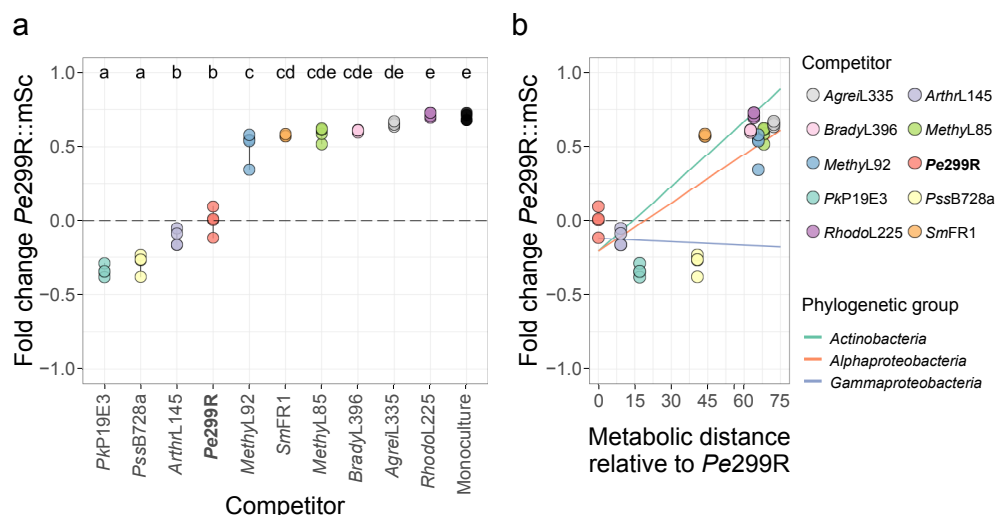 a
b
Fold change Pe299R::mSc
1.0
0.5
0.0
−0.5
−1.0
a a b b c cd cde cde de e e
PkP19E3
PssB728a
ArthrL145
Pe299R
MethyL92
SmFR1
MethyL85
BradyL396
AgreiL335
RhodoL225
Monoculture
Competitor
Fold change Pe299R::mSc
1.0
0.5
0.0
−0.5
−1.0
0 15 30 45 60 75
Metabolic distance
relative to Pe299R
Competitor
AgreiL335 ArthrL145
BradyL396 MethyL85
MethyL92 Pe299R
PkP19E3 PssB728a
RhodoL225 SmFR1
Phylogenetic group
Actinobacteria
Alphaproteobacteria
Gammaproteobacteria